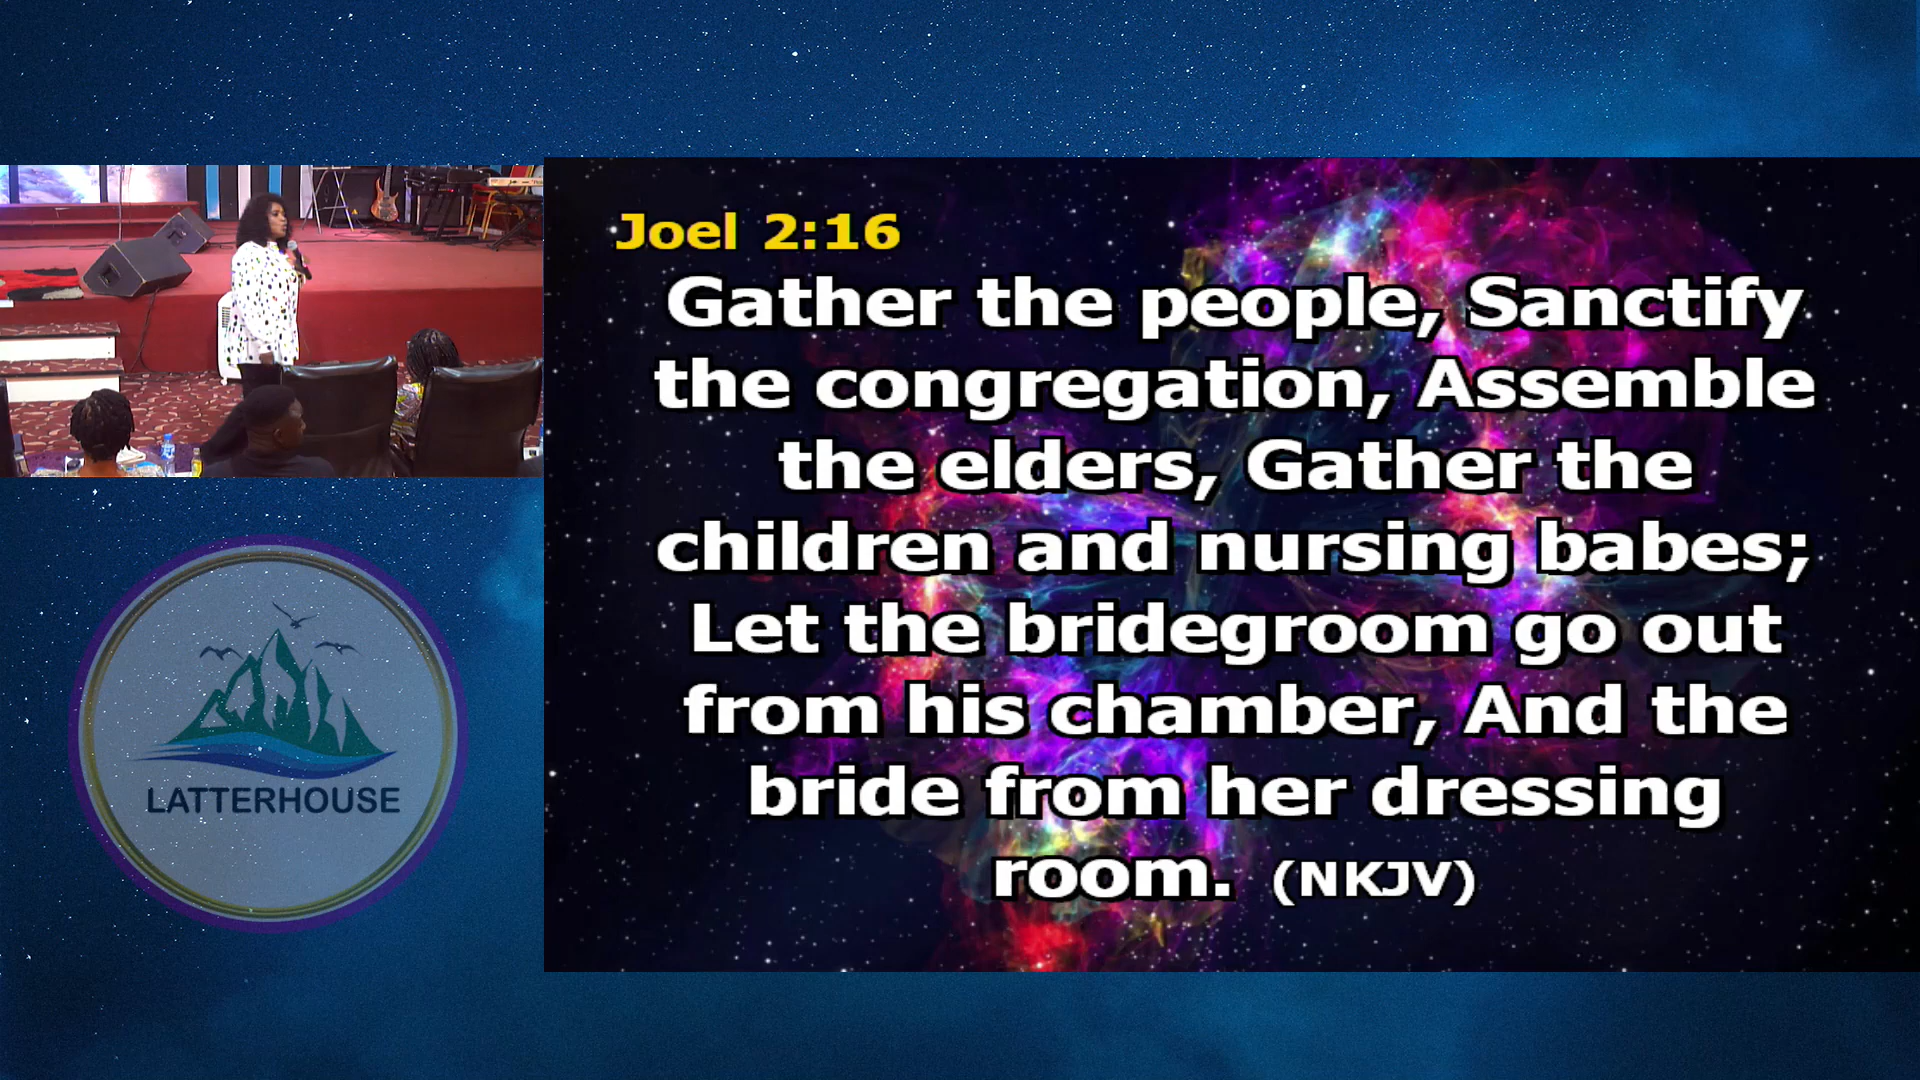 Joel 2:16
Gather the people, Sanctify
the congregation, Assemble
the elders, Gather the
children and nursing babes;
Let the bridegroom go out
from his chamber, And the
bride from her dressing
room. (NKJV)
LATTERHOUSE